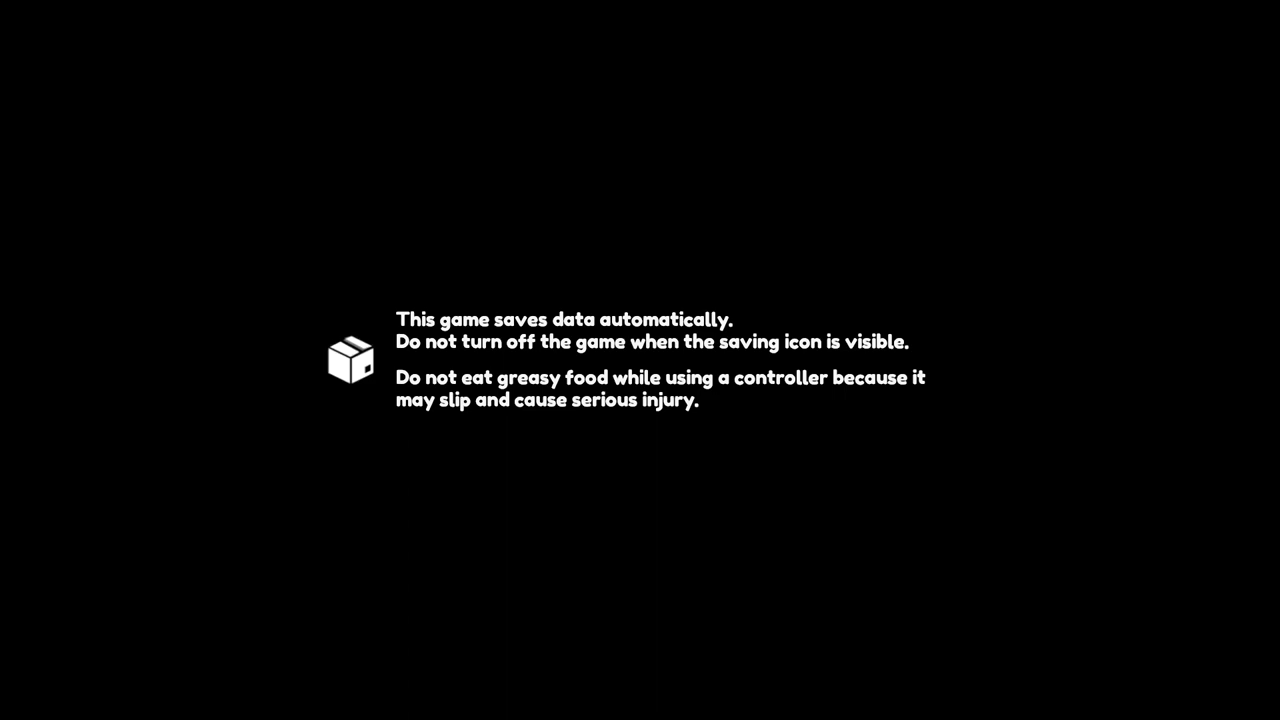 This game saves data automatically.
Do not turn off the game when the saving icon is visible.
Do not eat greasy food while using a controller because it
may slip and cause serious injury.